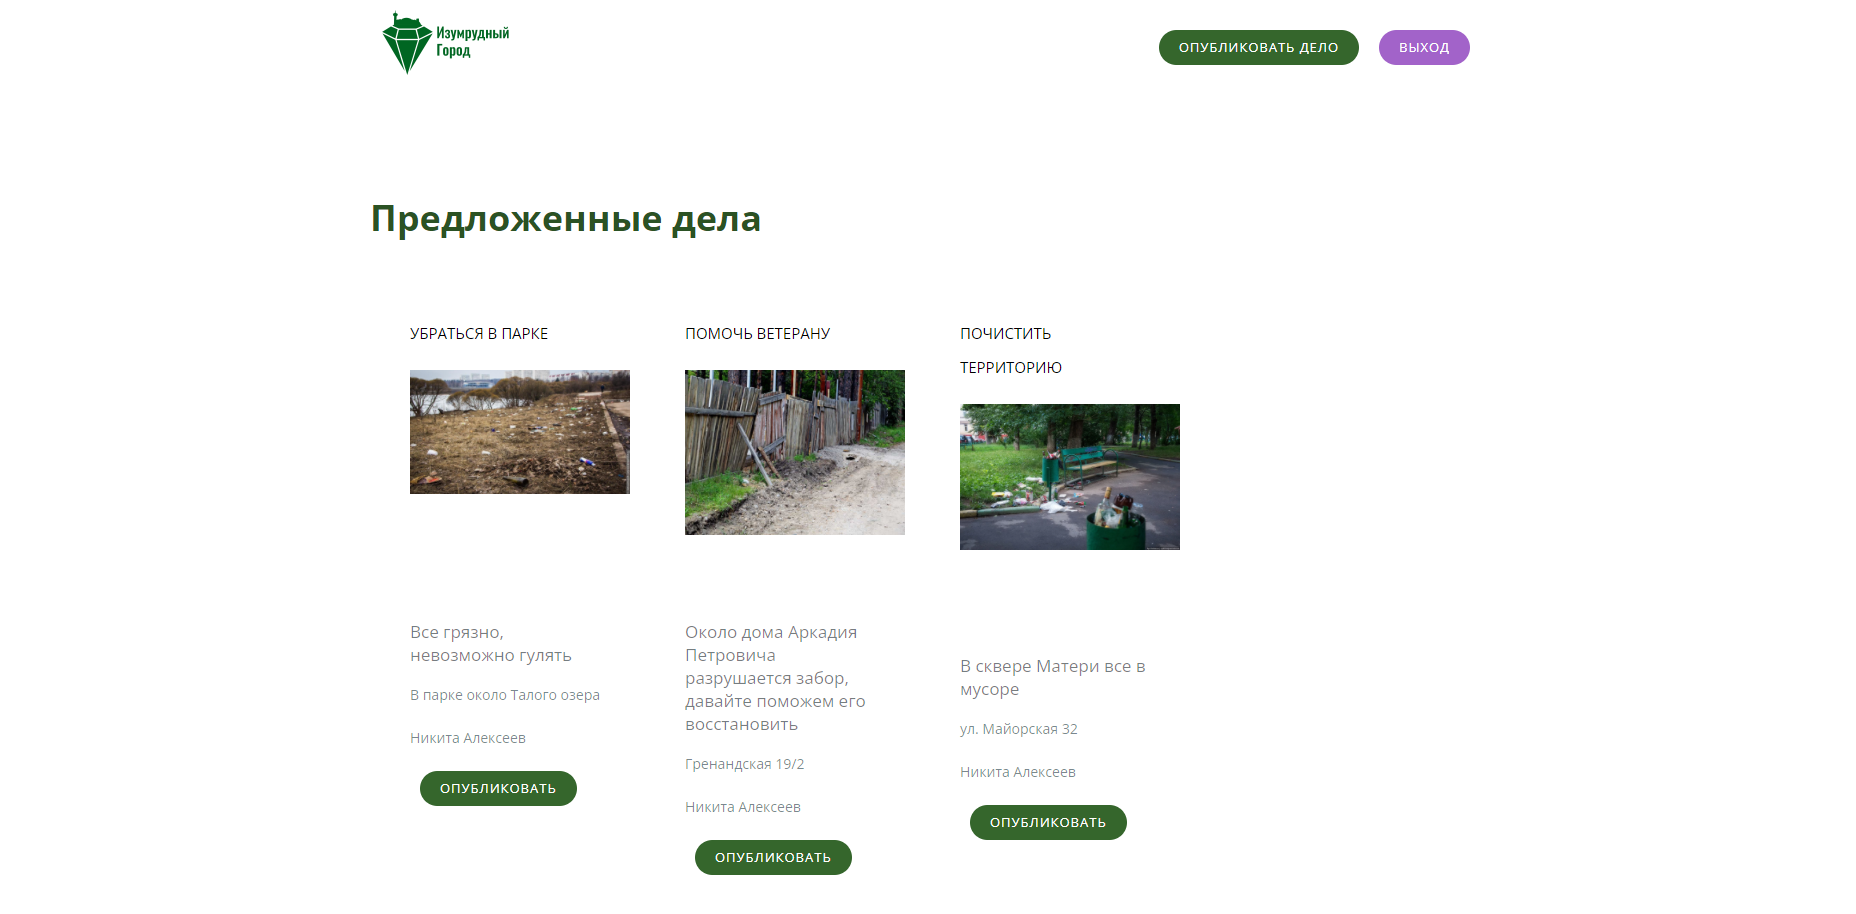 Изумрудный
Город
ОПУБЛИКОВАТЬ ДЕЛО
ВЫХОД
Предложенные дела
УБРАТЬСЯ В ПАРКЕ
Все грязно,
невозможно гулять
В парке около Талого озера
Никита Алексеев
ОПУБЛИКОВАТЬ
ПОМОЧЬ ВЕТЕРАНУ
Около дома Аркадия
Петровича
разрушается забор,
давайте поможем его
восстановить
Гренандская 19/2
Никита Алексеев
ОПУБЛИКОВАТЬ
ПОЧИСТИТЬ
ТЕРРИТОРИЮ
В сквере Матери все в
мусоре
ул. Майорская 32
Никита Алексеев
ОПУБЛИКОВАТЬ